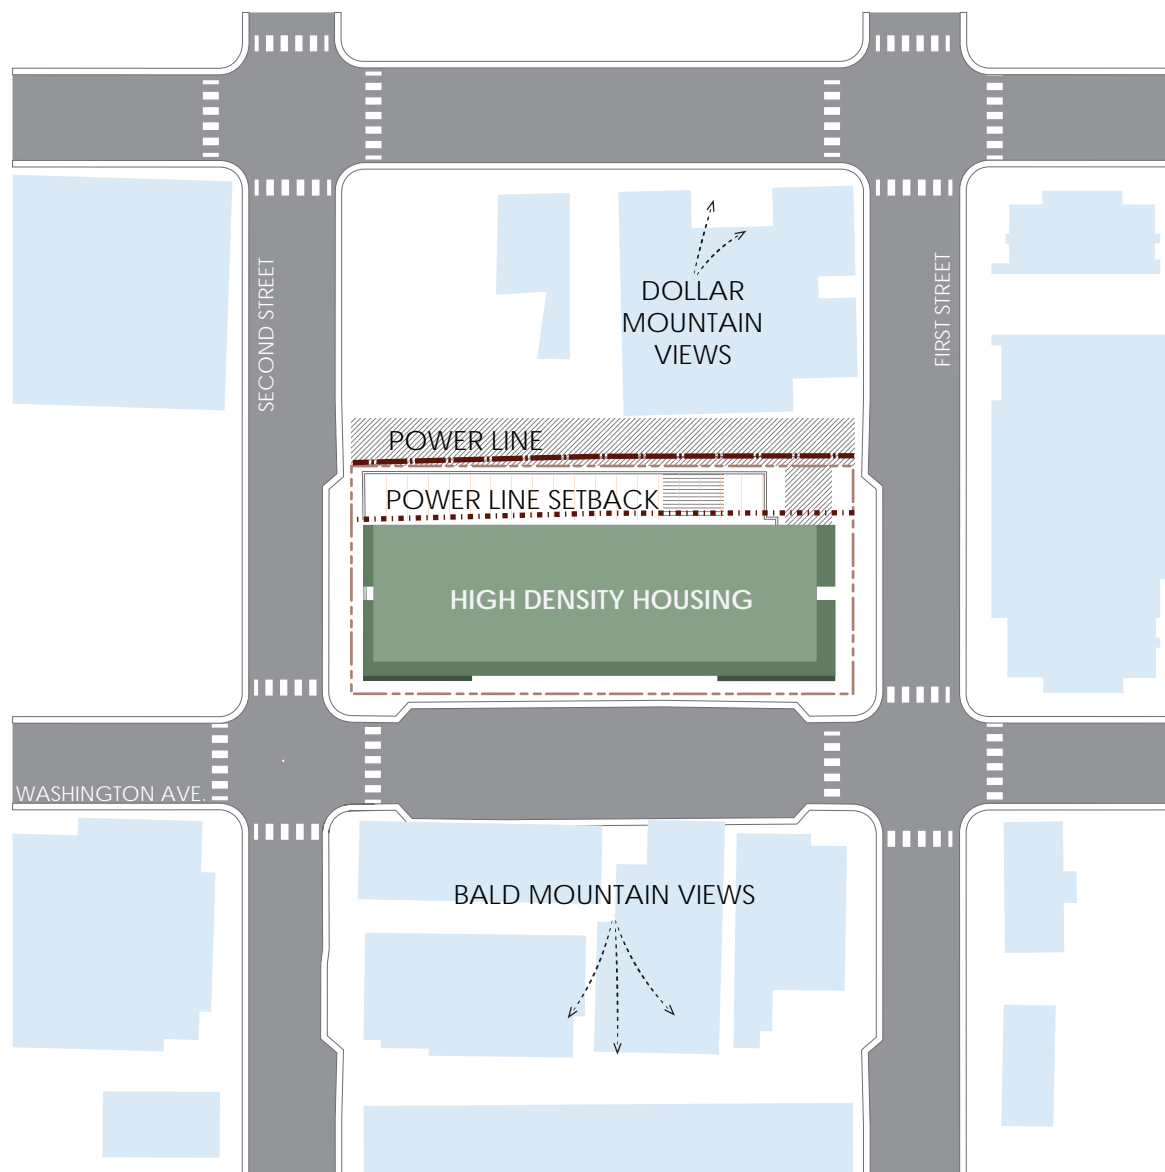 SECOND STREET
FIRST STREET
DOLLAR
MOUNTAIN
VIEWS
POWER LINE
POWER LINE SETBACK
HIGH DENSITY HOUSING
WASHINGTON AVE.
BALD MOUNTAIN VIEWS